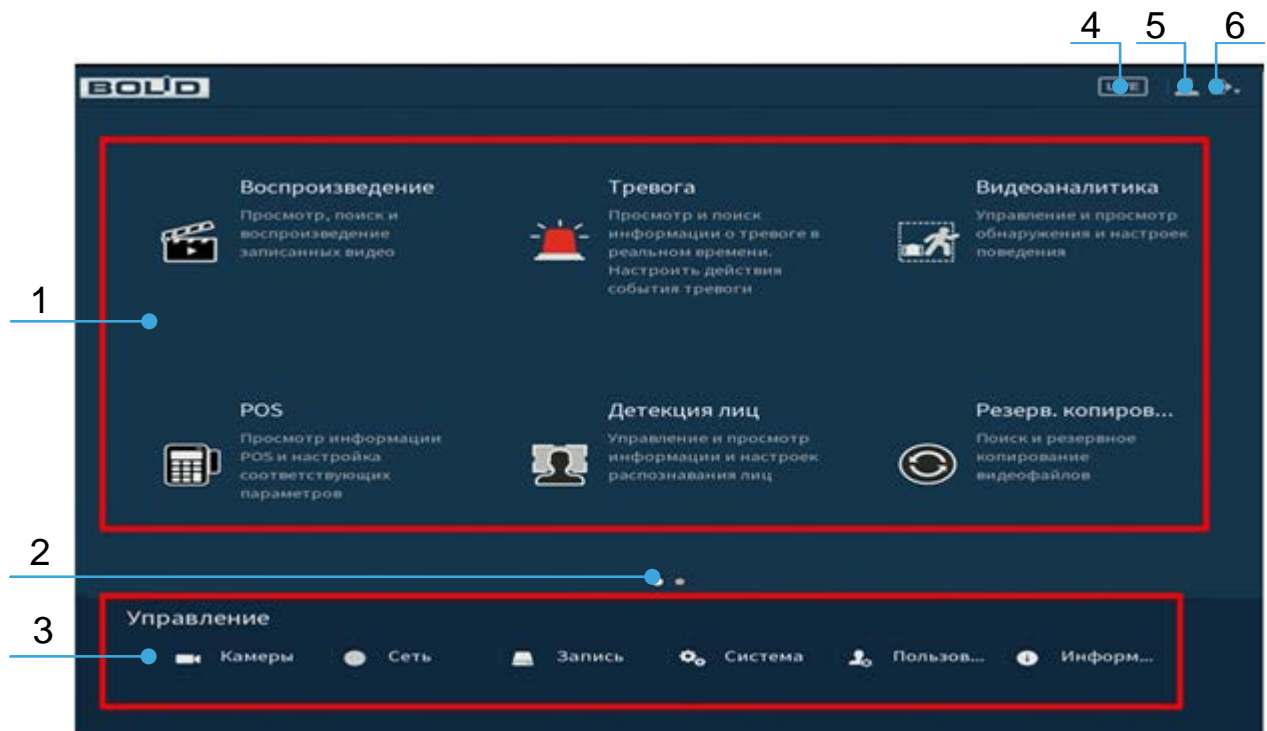 4 5 6
BOLID
LIVE
Воспроизведение
Просмотр, поиск и
воспроизведение
записанных видео
Тревога
Просмотр и поиск
информации о тревоге в
реальном времени.
Настроить действия
события тревоги
Видеоаналитика
Управление и просмотр
обнаружения и настроек
поведения
1
POS
Просмотр информации
POS и настройка
соответствующих
параметров
Детекция лиц
Управление и просмотр
информации и настроек
распознавания лиц
Резерв. копиров...
Поиск и резервное
копирование
видеофайлов
2
Управление
3
Камеры Сеть Запись Система Пользов... Информ...